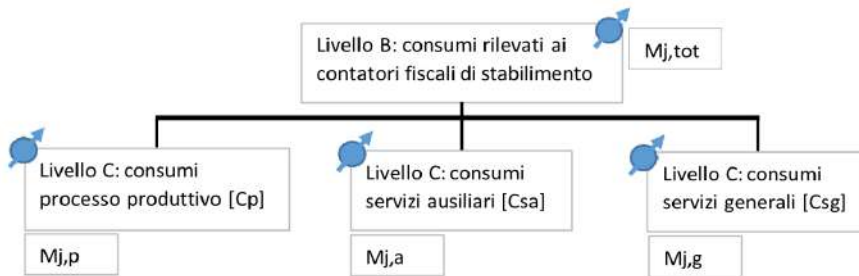 Livello B: consumi rilevati ai
contatori fiscali di stabilimento
Mj,tot
Livello C: consumi
processo produttivo [Cp]
Mj,p
Livello C: consumi
servizi ausiliari [Csa]
Mj,a
Livello C: consumi
servizi generali [Csg]
Mj,g